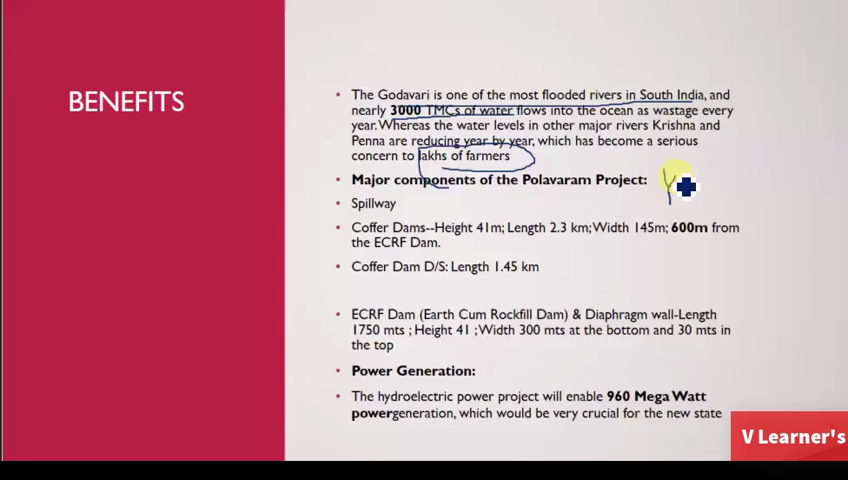 BENEFITS
• The Godavari is one of the most flooded rivers in South India, and
nearly 3000 TMCs of water flows into the ocean as wastage every
year. Whereas the water levels in other major rivers Krishna and
Penna are reducing year by year, which has become a serious
concern to lakhs of farmers
• Major components of the Polavaram Project:
• Spillway
• Coffer Dams--Height 41m; Length 2.3 km; Width 145m; 600m from
the ECRF Dam.
• Coffer Dam D/S: Length 1.45 km
• ECRF Dam (Earth Cum Rockfill Dam) & Diaphragm wall-Length
1750 mts ; Height 41 ; Width 300 mts at the bottom and 30 mts in
the top
• Power Generation:
• The hydroelectric power project will enable 960 Mega Watt
powergeneration, which would be very crucial for the new state
V Learner's